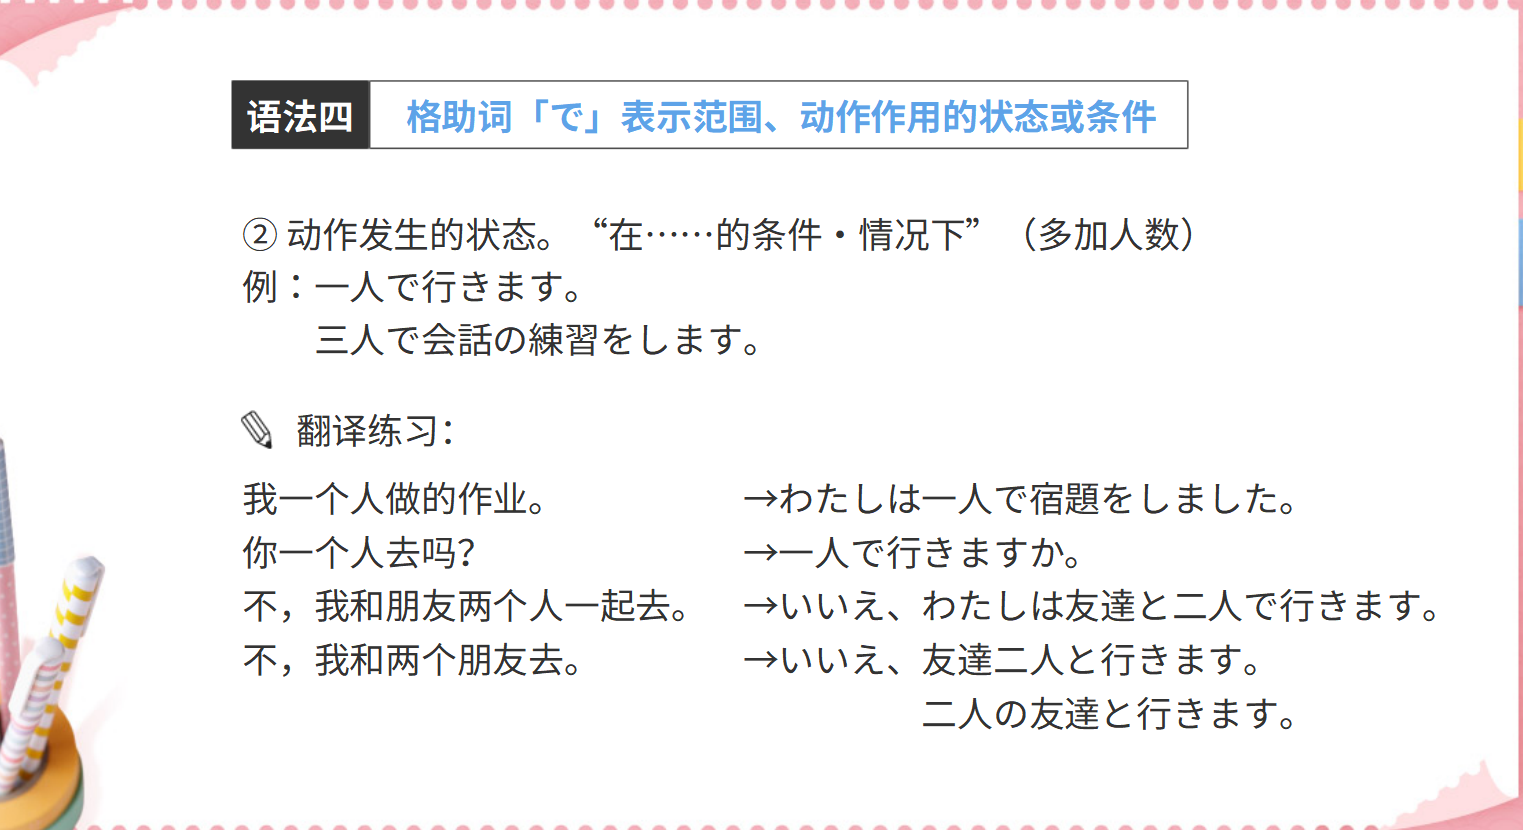 语法四 格助词「で」表示范围、动作作用的状态或条件
② 动作发生的状态。“在……的条件・情况下”（多加人数）
例：一人で行きます。
三人で会話の練習をします。
翻译练习：
我一个人做的作业。 →わたしは一人で宿題をしました。
你一个人去吗？ →一人で行きますか。
不，我和朋友两个人一起去。 →いいえ、わたしは友達と二人で行きます。
不，我和两个朋友去。 →いいえ、友達二人と行きます。
二人の友達と行きます。